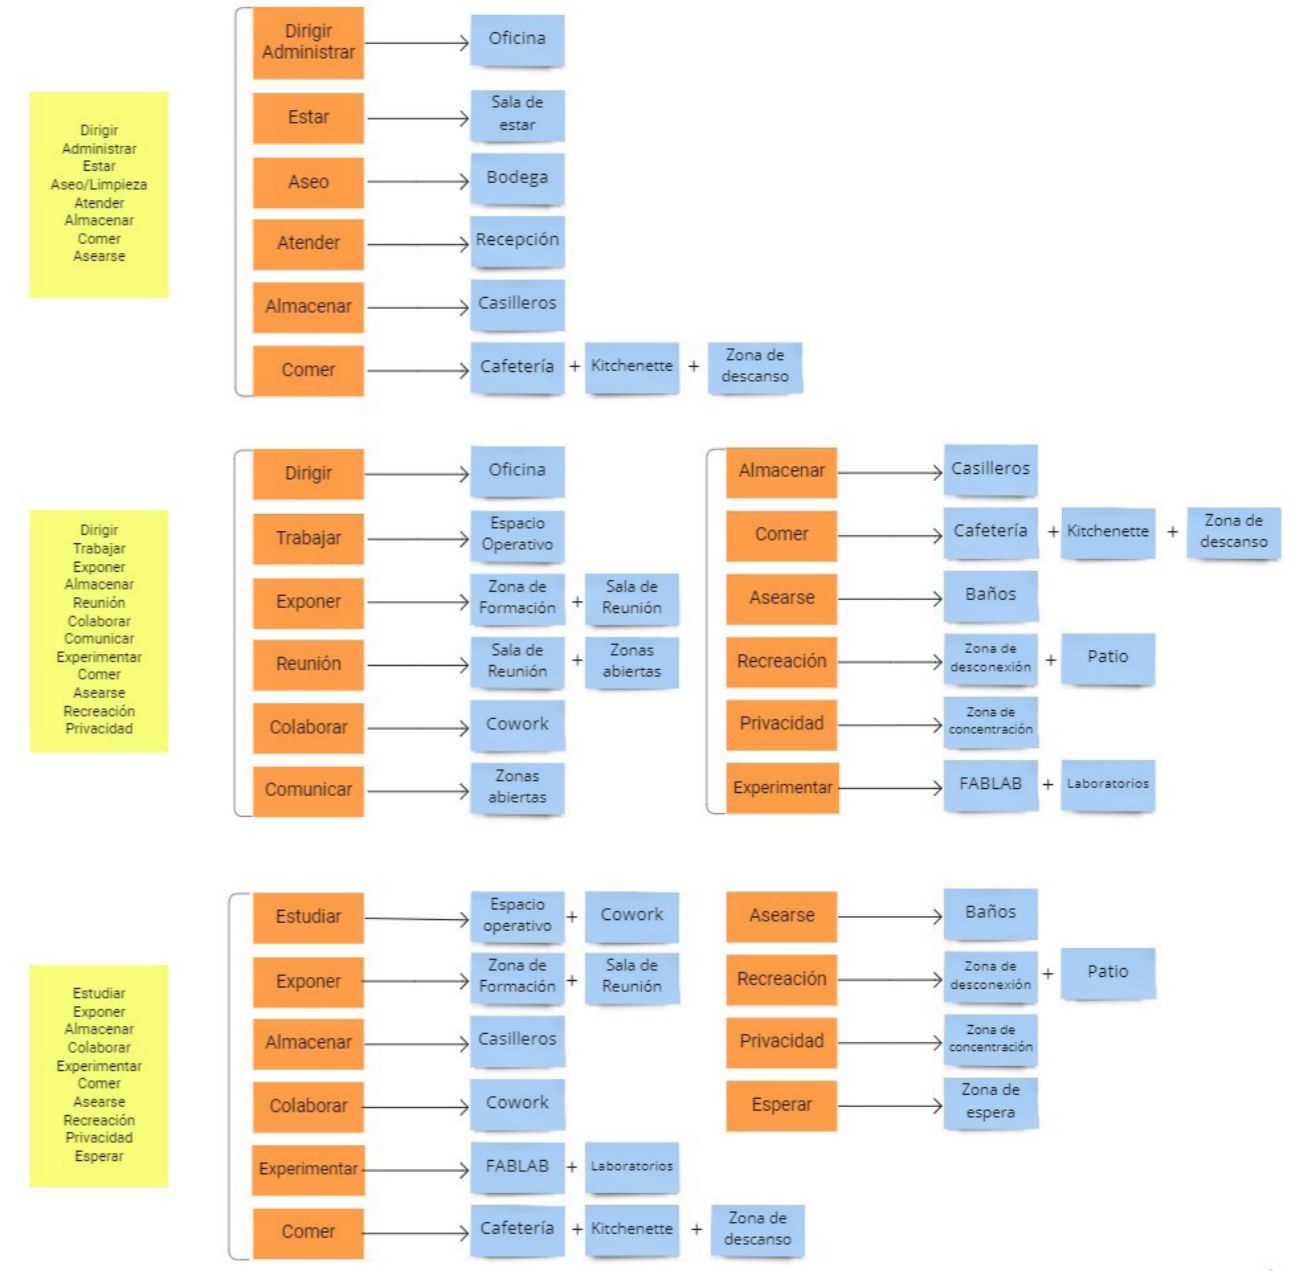 Dirigir
Administrar
Estar
Aseo/Limpieza
Atender
Almacenar
Comer
Asearse
Dirigir
Administrar
Oficina
Estar
Sala de
estar
Aseo
Bodega
Atender
Recepción
Almacenar
Casilleros
Comer
Cafetería + Kitchenette +
Zona de
descanso
Dirigir
Trabajar
Exponer
Almacenar
Reunión
Colaborar
Comunicar
Experimentar
Comer
Asearse
Recreación
Privacidad
Dirigir
Oficina
Trabajar
Espacio
Operativo
Exponer
Zona de
Formación
+
Sala de
Reunión
Reunión
Sala de
Reunión
+
Zonas
abiertas
Colaborar
Cowork
Comunicar
Zonas
abiertas
Almacenar
Casilleros
Comer
Cafetería + Kitchenette +
Zona de
descanso
Asearse
Baños
Recreación
Zona de
desconexión
+
Patio
Privacidad
Zona de
concentración
Experimentar
FABLAB + Laboratorios
Estudiar
Exponer
Almacenar
Colaborar
Experimentar
Comer
Asearse
Recreación
Privacidad
Esperar
Estudiar
Espacio
operativo
+
Cowork
Exponer
Zona de
Formación
+
Sala de
Reunión
Almacenar
Casilleros
Colaborar
Cowork
Experimentar
FABLAB + Laboratorios
Comer
Cafetería + Kitchenette +
Zona de
descanso
Asearse
Baños
Recreación
Zona de
desconexión
+
Patio
Privacidad
Zona de
concentración
Esperar
Zona de
espera